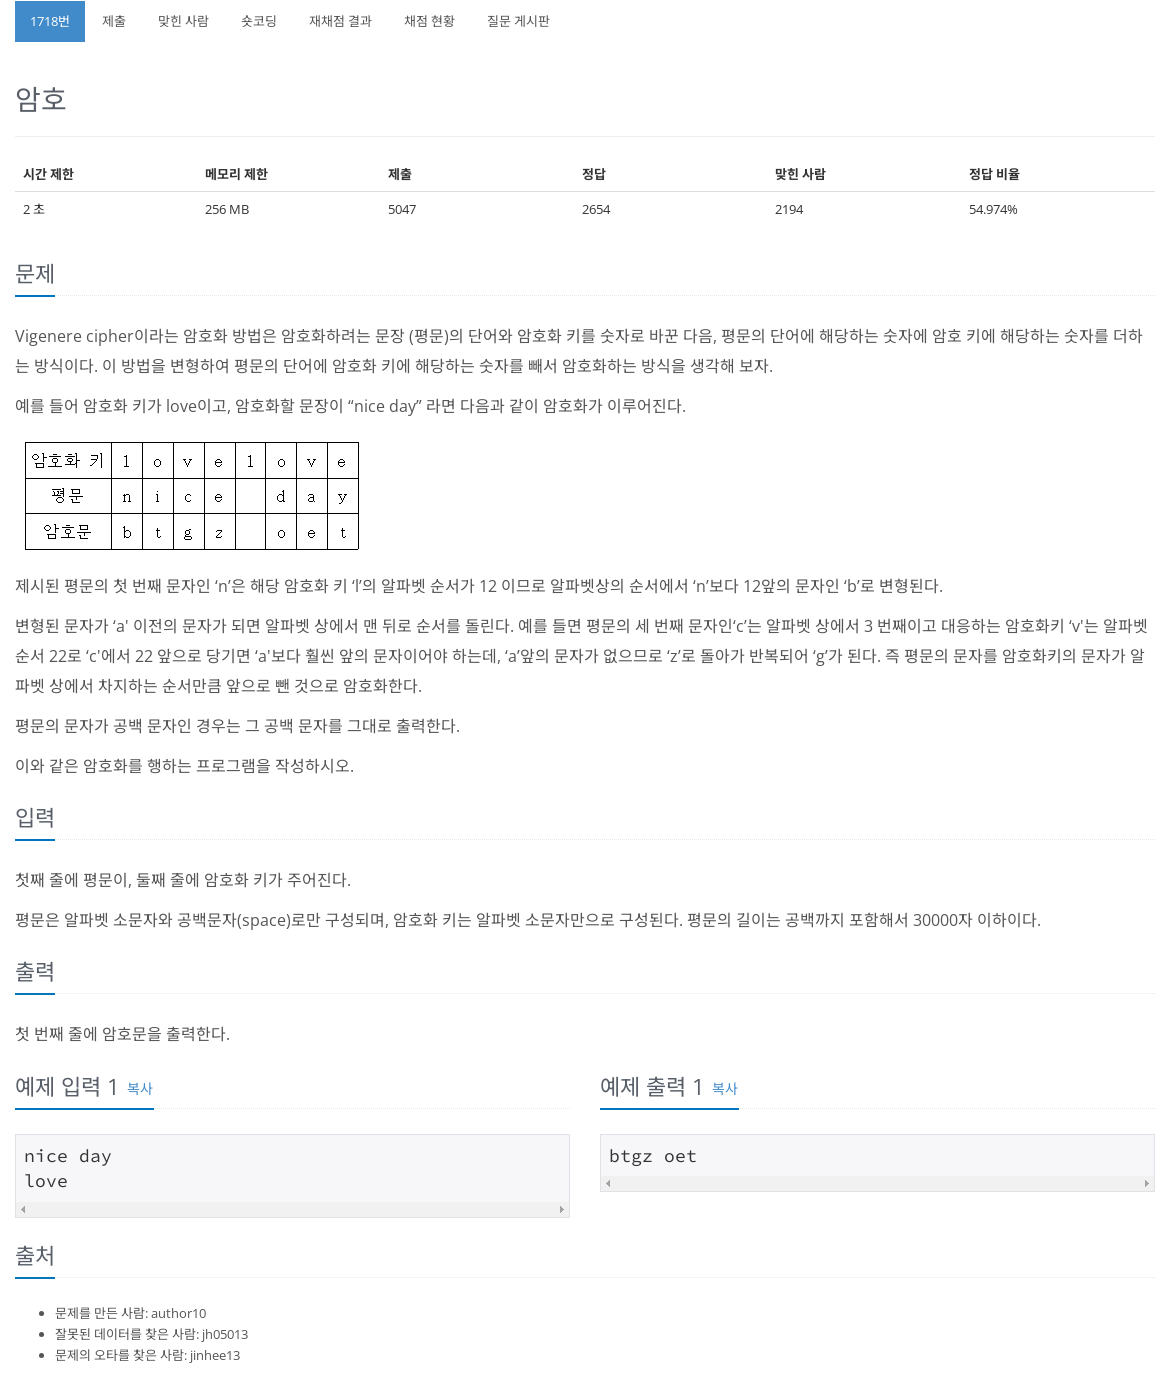 1718번 제출 맞힌 사람 숏코딩 재채점 결과 채점 현황 질문 게시판
암호
시간 제한 메모리 제한 제출 정답 맞힌 사람 정답 비율
2 초 256 MB 5047 2654 2194 54.974%
문제
Vigenere cipher이라는 암호화 방법은 암호화하려는 문장 (평문)의 단어와 암호화 키를 숫자로 바꾼 다음, 평문의 단어에 해당하는 숫자에 암호 키에 해당하는 숫자를 더하
는 방식이다. 이 방법을 변형하여 평문의 단어에 암호화 키에 해당하는 숫자를 빼서 암호화하는 방식을 생각해 보자.
예를 들어 암호화 키가 love이고, 암호화할 문장이 “nice day” 라면 다음과 같이 암호화가 이루어진다.
암호화 키 l o v e l o v e
평문 n i c e d a y
암호문 b t g z o e t
제시된 평문의 첫 번째 문자인 ‘n’은 해당 암호화 키 ‘l’의 알파벳 순서가 12 이므로 알파벳상의 순서에서 ‘n’보다 12앞의 문자인 ‘b’로 변형된다.
변형된 문자가 ‘a' 이전의 문자가 되면 알파벳 상에서 맨 뒤로 순서를 돌린다. 예를 들면 평문의 세 번째 문자인‘c’는 알파벳 상에서 3 번째이고 대응하는 암호화키 ‘v'는 알파벳
순서 22로 ‘c'에서 22 앞으로 당기면 ‘a'보다 훨씬 앞의 문자이어야 하는데, ‘a’앞의 문자가 없으므로 ‘z’로 돌아가 반복되어 ‘g’가 된다. 즉 평문의 문자를 암호화키의 문자가 알
파벳 상에서 차지하는 순서만큼 앞으로 뺀 것으로 암호화한다.
평문의 문자가 공백 문자인 경우는 그 공백 문자를 그대로 출력한다.
이와 같은 암호화를 행하는 프로그램을 작성하시오.
입력
첫째 줄에 평문이, 둘째 줄에 암호화 키가 주어진다.
평문은 알파벳 소문자와 공백문자(space)로만 구성되며, 암호화 키는 알파벳 소문자만으로 구성된다. 평문의 길이는 공백까지 포함해서 30000자 이하이다.
출력
첫 번째 줄에 암호문을 출력한다.
예제 입력 1 복사
nice day
love
예제 출력 1 복사
btgz oet
출처
문제를 만든 사람: author10
잘못된 데이터를 찾은 사람: jh05013
문제의 오타를 찾은 사람: jinhee13